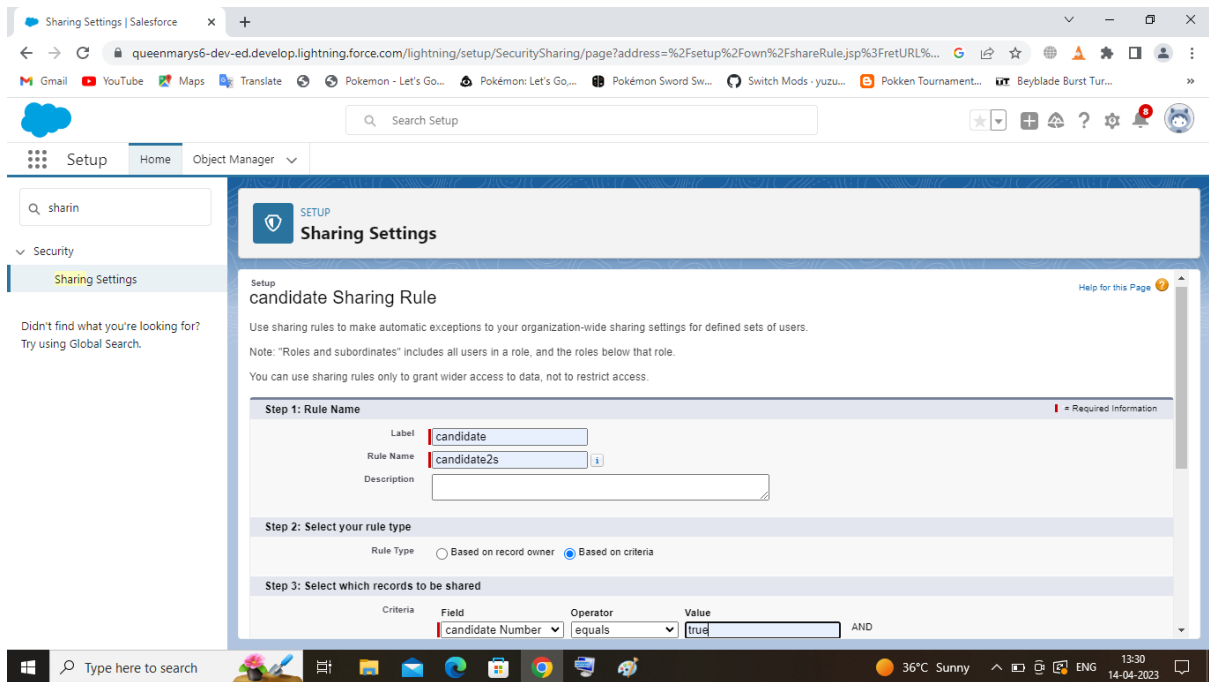 Sharing Settings | Salesforce
queenmarys6-dev-ed.develop.lightning.force.com/lightning/setup/SecuritySharing/page?address=%2Fsetup%2Fown%2FshareRule.jsp%3FretURL%...
Gmail YouTube Maps Translate Pokemon - Let's Go... Pokémon: Let's Go,... Pokémon Sword Sw... Switch Mods - yuzu... Pokken Tournament... Beyblade Burst Tur... »
Search Setup
8
Setup Home Object Manager
sharin
SETUP
Sharing Settings
Security
Sharing Settings
Didn't find what you're looking for?
Try using Global Search.
Setup
candidate Sharing Rule
Help for this Page
Use sharing rules to make automatic exceptions to your organization-wide sharing settings for defined sets of users.
Note: "Roles and subordinates" includes all users in a role, and the roles below that role.
You can use sharing rules only to grant wider access to data, not to restrict access.
Step 1: Rule Name = Required Information
Label candidate
Rule Name candidate2s i
Description
Step 2: Select your rule type
Rule Type Based on record owner Based on criteria
Step 3: Select which records to be shared
Criteria Field Operator Value
candidate Number equals true AND
Type here to search
36°C Sunny ENG 13:30
14-04-2023